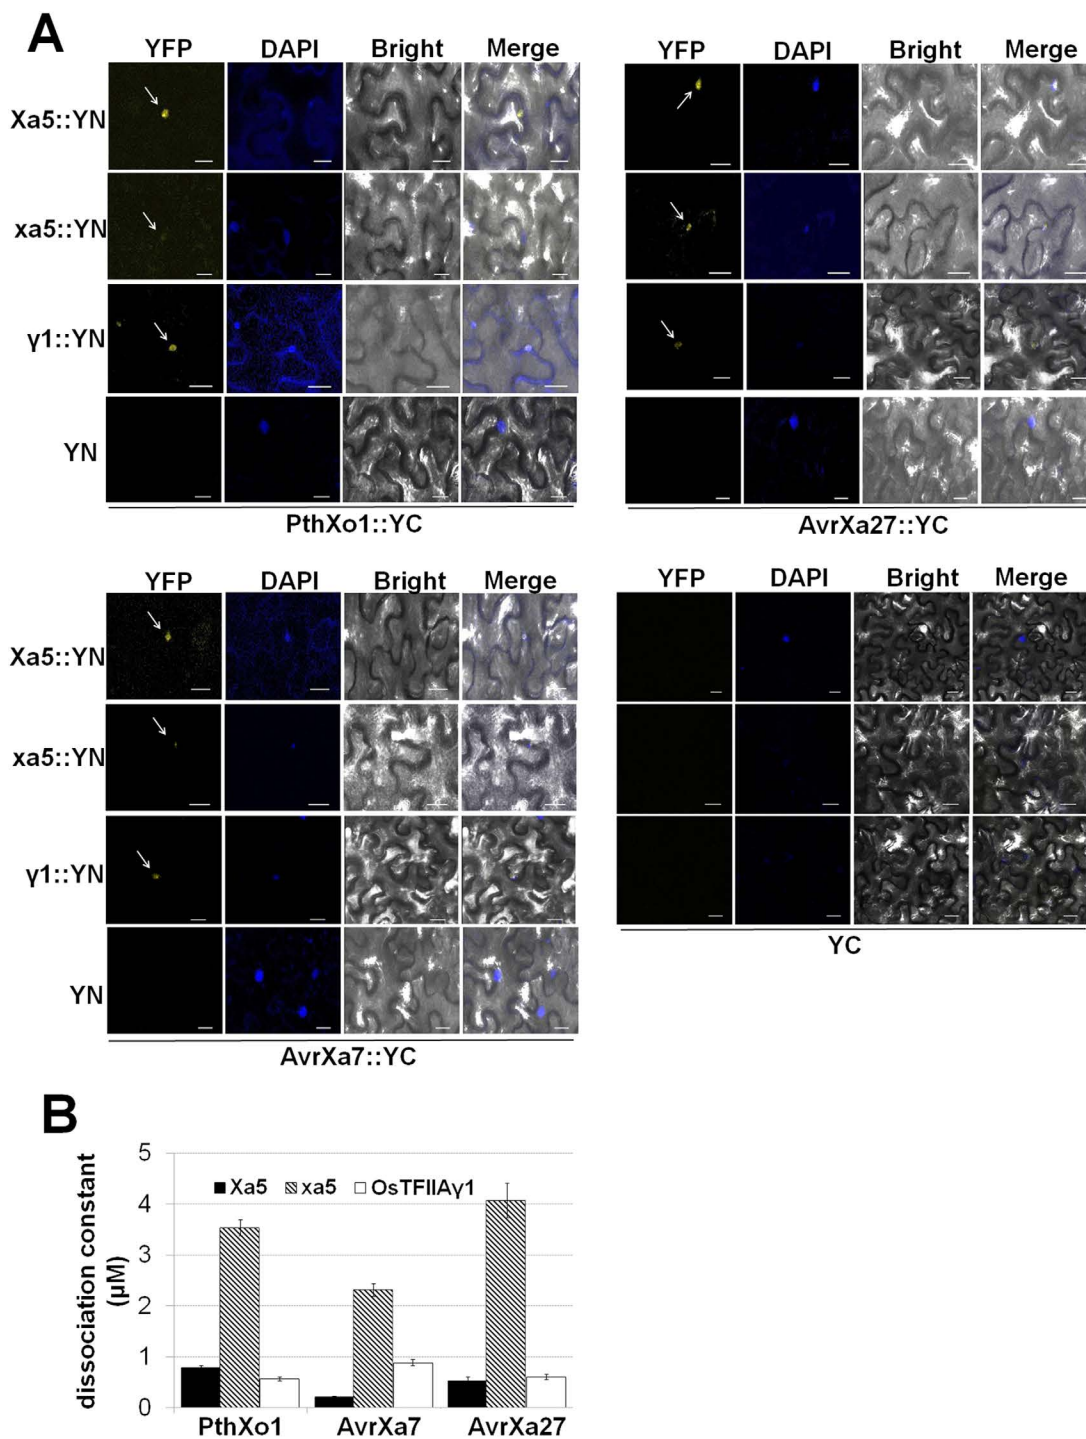 A
YFP DAPI Bright Merge
Xa5::YN
xa5::YN
γ1::YN
YN
PthXo1::YC
YFP DAPI Bright Merge
AvrXa27::YC
YFP DAPI Bright Merge
Xa5::YN
xa5::YN
γ1::YN
YN
AvrXa7::YC
YFP DAPI Bright Merge
YC
B
dissociation constant
(μM)
5
4
3
2
1
0
Xa5 xa5 OsTFIIAγ1
PthXo1 AvrXa7 AvrXa27